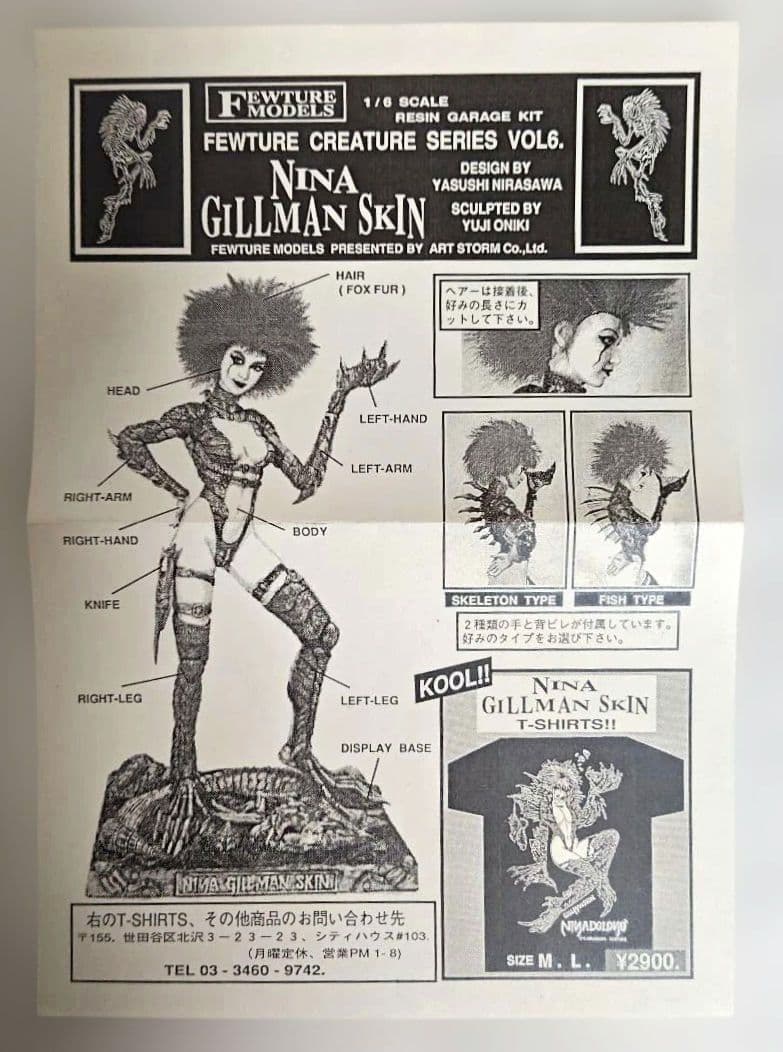 FEWTURE
MODELS
1/6 SCALE
RESIN GARAGE KIT
FEWTURE CREATURE SERIES VOL6.
NINA
GILLMAN SKIN
DESIGN BY
YASUSHI NIRASAWA
SCULPTED BY
YUJI ONIKI
FEWTURE MODELS PRESENTED BY ART STORM Co.,Ltd.
HAIR
( FOX FUR )
HEAD
LEFT-HAND
LEFT-ARM
RIGHT-ARM
RIGHT-HAND
BODY
KNIFE
RIGHT-LEG
LEFT-LEG
DISPLAY BASE
NINA GILLMAN SKIN
ヘアーは接着後、
好みの長さにカ
ットして下さい。
SKELETON TYPE
FISH TYPE
2種類の手と背ビレが付属しています。
好みのタイプをお選び下さい。
KOOL!!
NINA
GILLMAN SKIN
T-SHIRTS!!
SIZE M. L. ¥2900.
右のT-SHIRTS、その他商品のお問い合わせ先
〒155. 世田谷区北沢3-23-23、シティハウス#103.
(月曜定休、営業PM 1-8)
TEL 03-3460-9742.